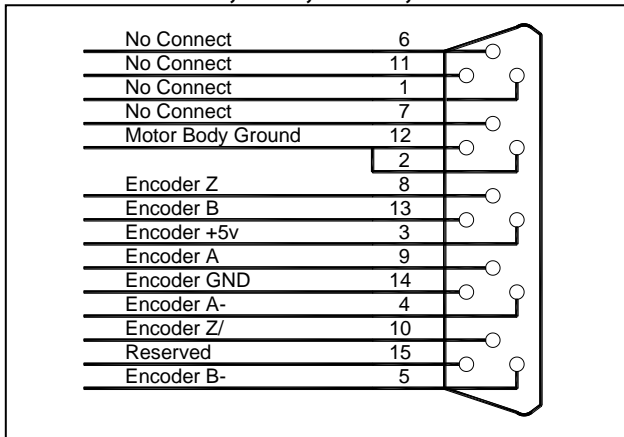 No Connect 6
No Connect 11
No Connect 1
No Connect 7
Motor Body Ground 12
2
Encoder Z 8
Encoder B 13
Encoder +5v 3
Encoder A 9
Encoder GND 14
Encoder A- 4
Encoder Z/ 10
Reserved 15
Encoder B- 5